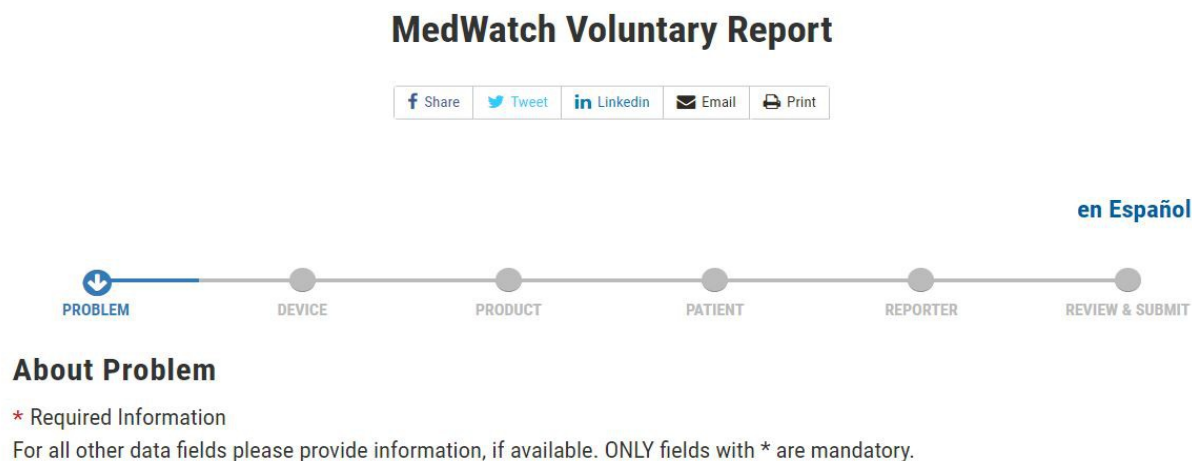 MedWatch Voluntary Report
Share Tweet Linkedin Email Print
en Español
PROBLEM DEVICE PRODUCT PATIENT REPORTER REVIEW & SUBMIT
About Problem
* Required Information
For all other data fields please provide information, if available. ONLY fields with * are mandatory.